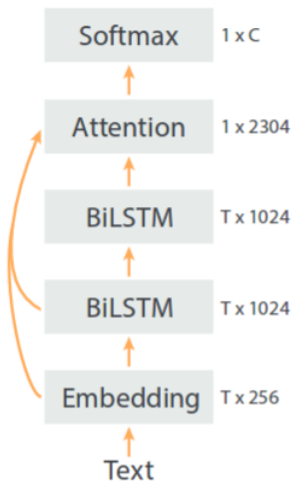 Softmax 1 x C
Attention 1 x 2304
BiLSTM T x 1024
BiLSTM T x 1024
Embedding T x 256
Text